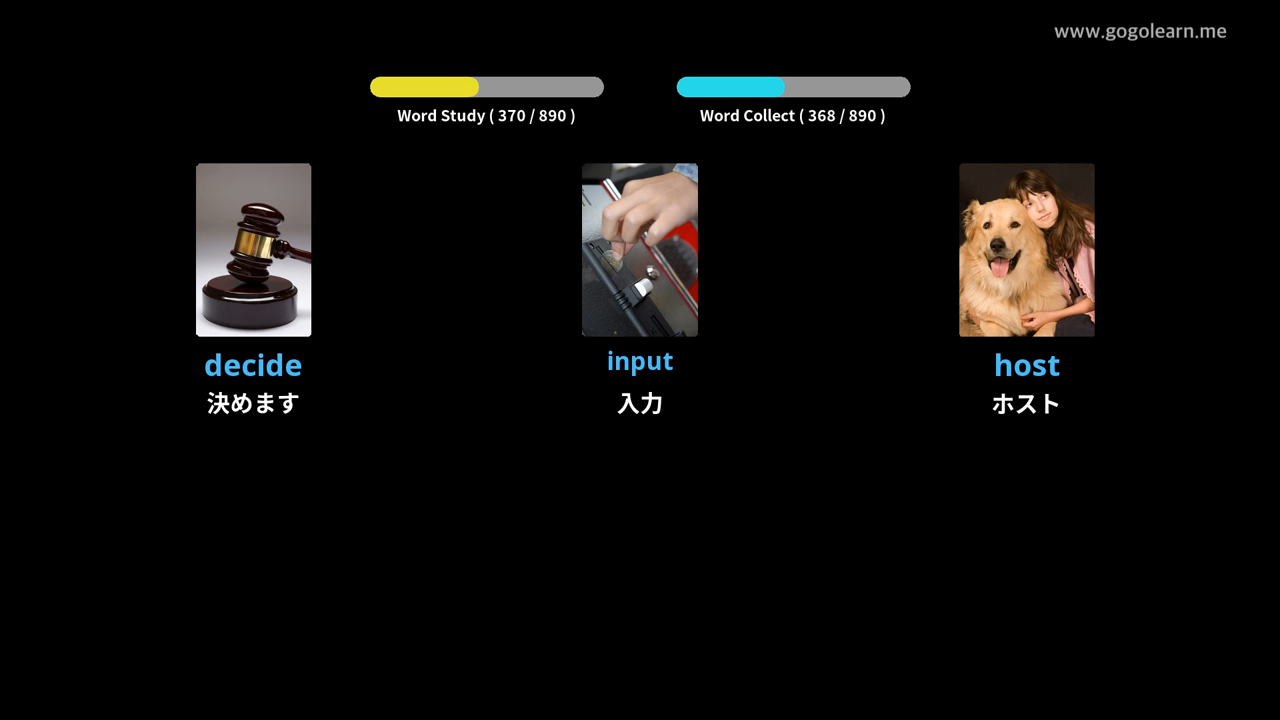 www.gogolearn.me
Word Study ( 370 / 890 )
Word Collect ( 368 / 890 )
decide
決めます
input
入力
host
ホスト